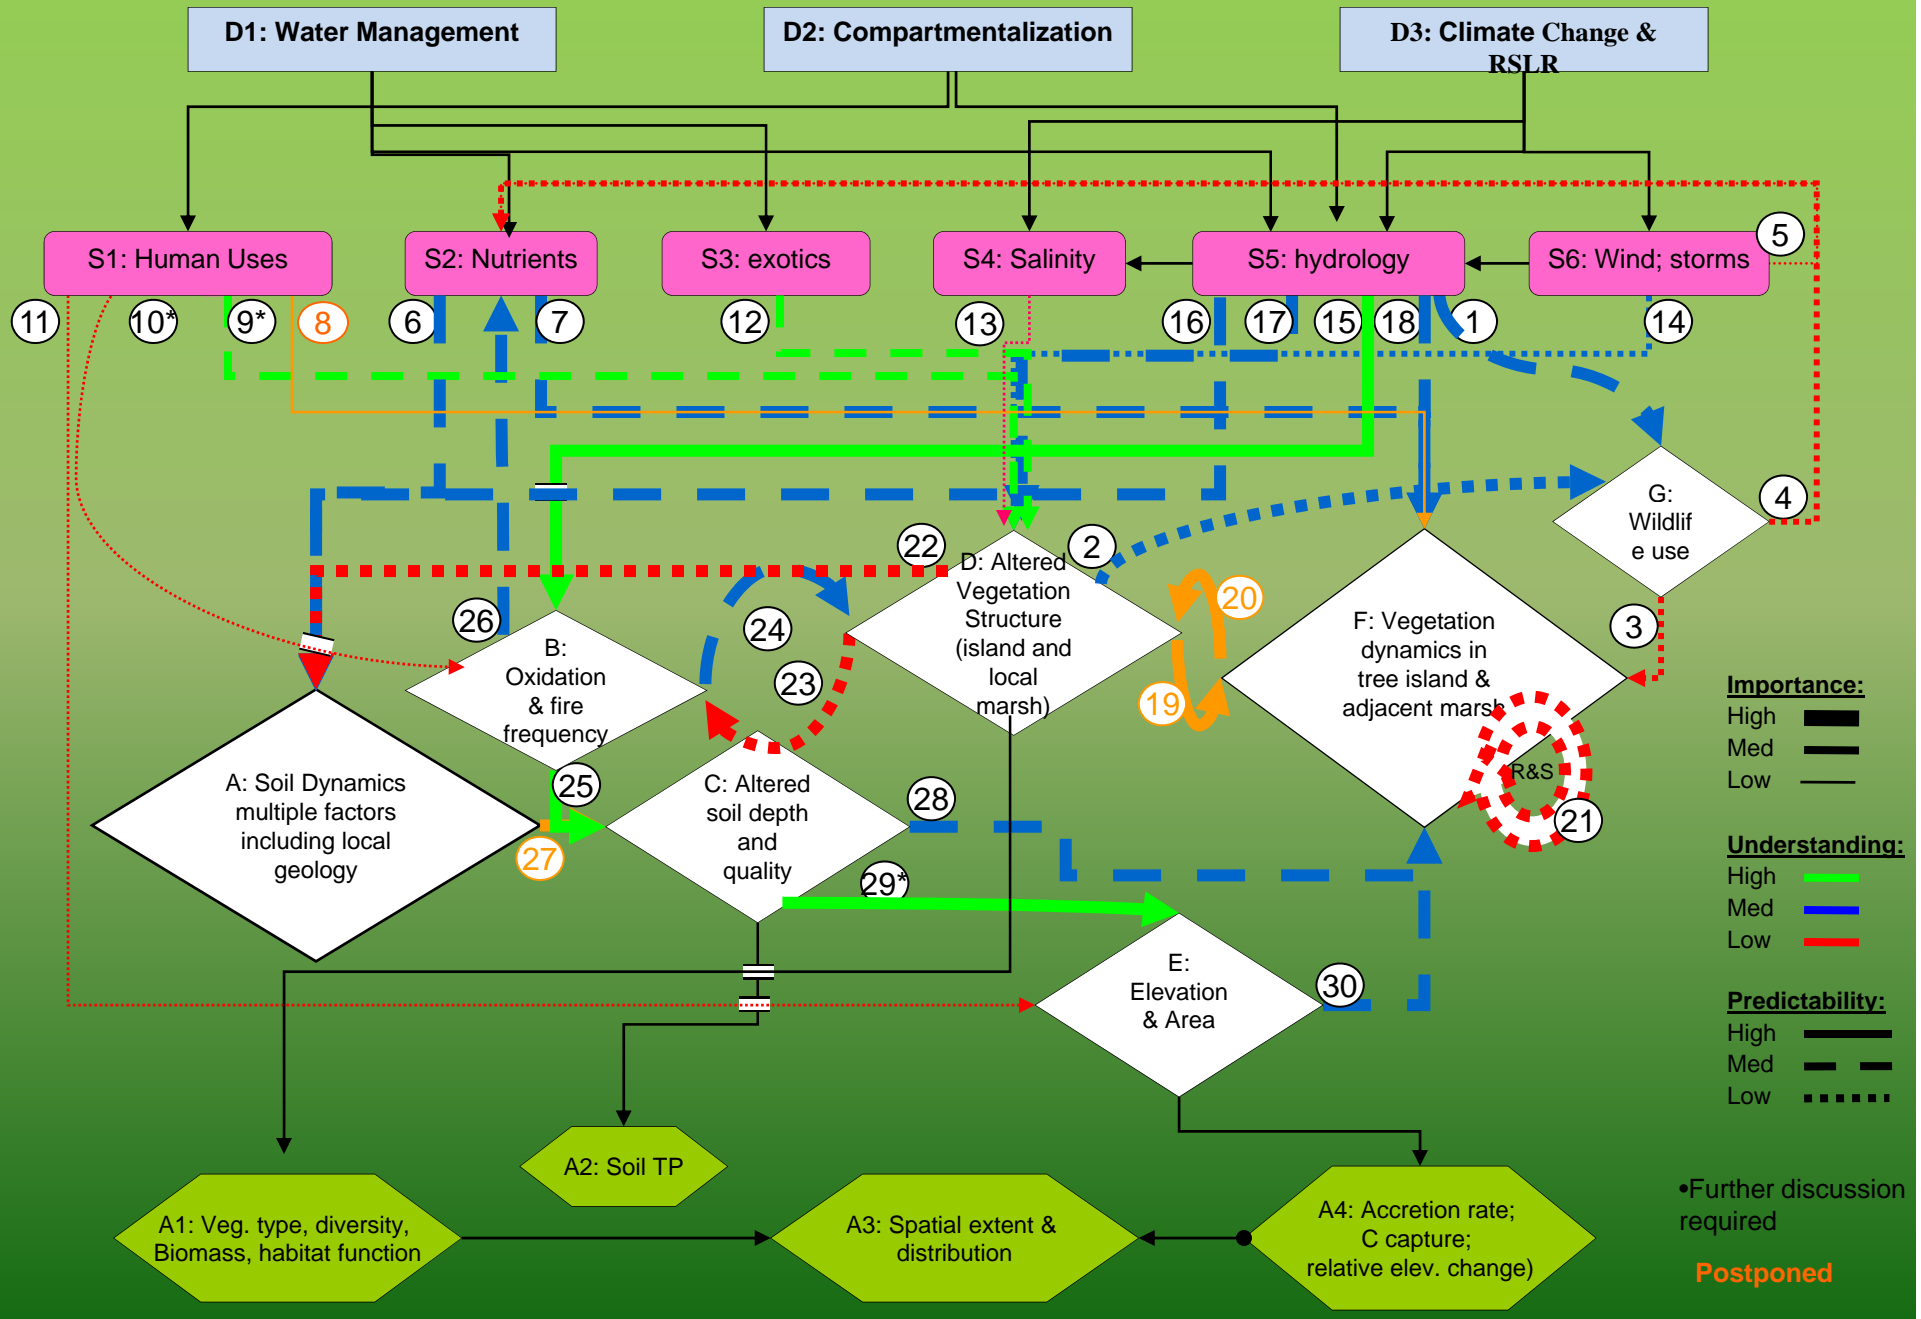 D1: Water Management
D2: Compartmentalization
D3: Climate Change &
RSLR
S1: Human Uses
S2: Nutrients
S3: exotics
S4: Salinity
S5: hydrology
S6: Wind; storms
5
11
10*
9*
8
6
7
12
13
16
17
15
18
1
14
G:
Wildlif
e use
4
22
2
D: Altered
Vegetation
Structure
(island and
local
marsh)
20
19
26
24
23
B:
Oxidation
& fire
frequency
F: Vegetation
dynamics in
tree island &
adjacent marsh
3
R&S
21
A: Soil Dynamics
multiple factors
including local
geology
25
27
C: Altered
soil depth
and
quality
28
29*
E:
Elevation
& Area
30
Importance:
High
Med
Low
Understanding:
High
Med
Low
Predictability:
High
Med
Low
A2: Soil TP
A1: Veg. type, diversity,
Biomass, habitat function
A3: Spatial extent &
distribution
A4: Accretion rate;
C capture;
relative elev. change)
•Further discussion
required
Postponed